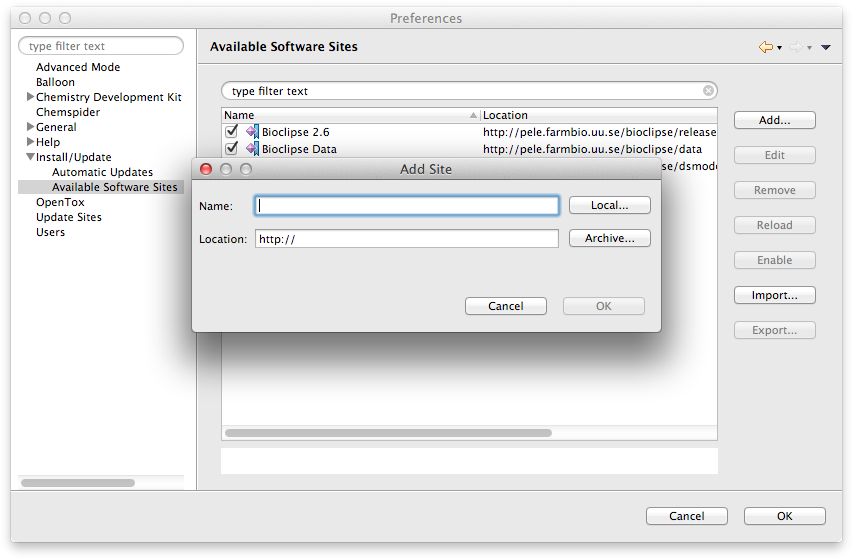 Preferences
type filter text
Advanced Mode
Balloon
Chemistry Development Kit
Chemspider
General
Help
Install/Update
Automatic Updates
Available Software Sites
OpenTox
Update Sites
Users
Available Software Sites
type filter text
Name Location
Bioclipse 2.6 http://pele.farmbio.uu.se/bioclipse/release
Bioclipse Data http://pele.farmbio.uu.se/bioclipse/data
se/dsmode
Add...
Edit
Remove
Reload
Enable
Import...
Export...
Add Site
Name: Local...
Location: http:// Archive...
Cancel OK
Cancel OK